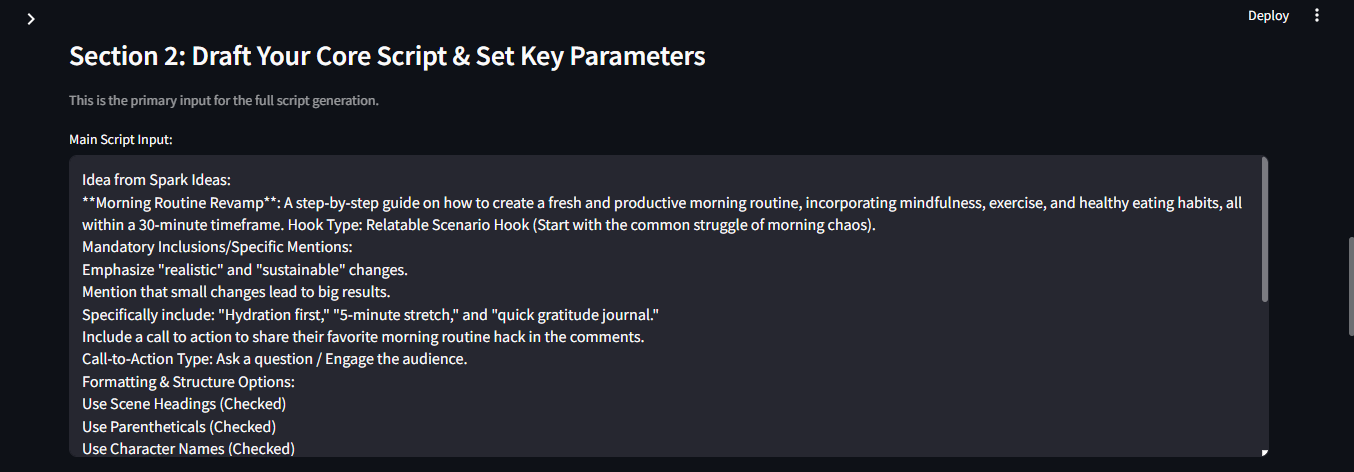 Deploy
Section 2: Draft Your Core Script & Set Key Parameters
This is the primary input for the full script generation.
Main Script Input:
Idea from Spark Ideas:
**Morning Routine Revamp**: A step-by-step guide on how to create a fresh and productive morning routine, incorporating mindfulness, exercise, and healthy eating habits, all
within a 30-minute timeframe. Hook Type: Relatable Scenario Hook (Start with the common struggle of morning chaos).
Mandatory Inclusions/Specific Mentions:
Emphasize "realistic" and "sustainable" changes.
Mention that small changes lead to big results.
Specifically include: "Hydration first," "5-minute stretch," and "quick gratitude journal."
Include a call to action to share their favorite morning routine hack in the comments.
Call-to-Action Type: Ask a question / Engage the audience.
Formatting & Structure Options:
Use Scene Headings (Checked)
Use Parentheticals (Checked)
Use Character Names (Checked)